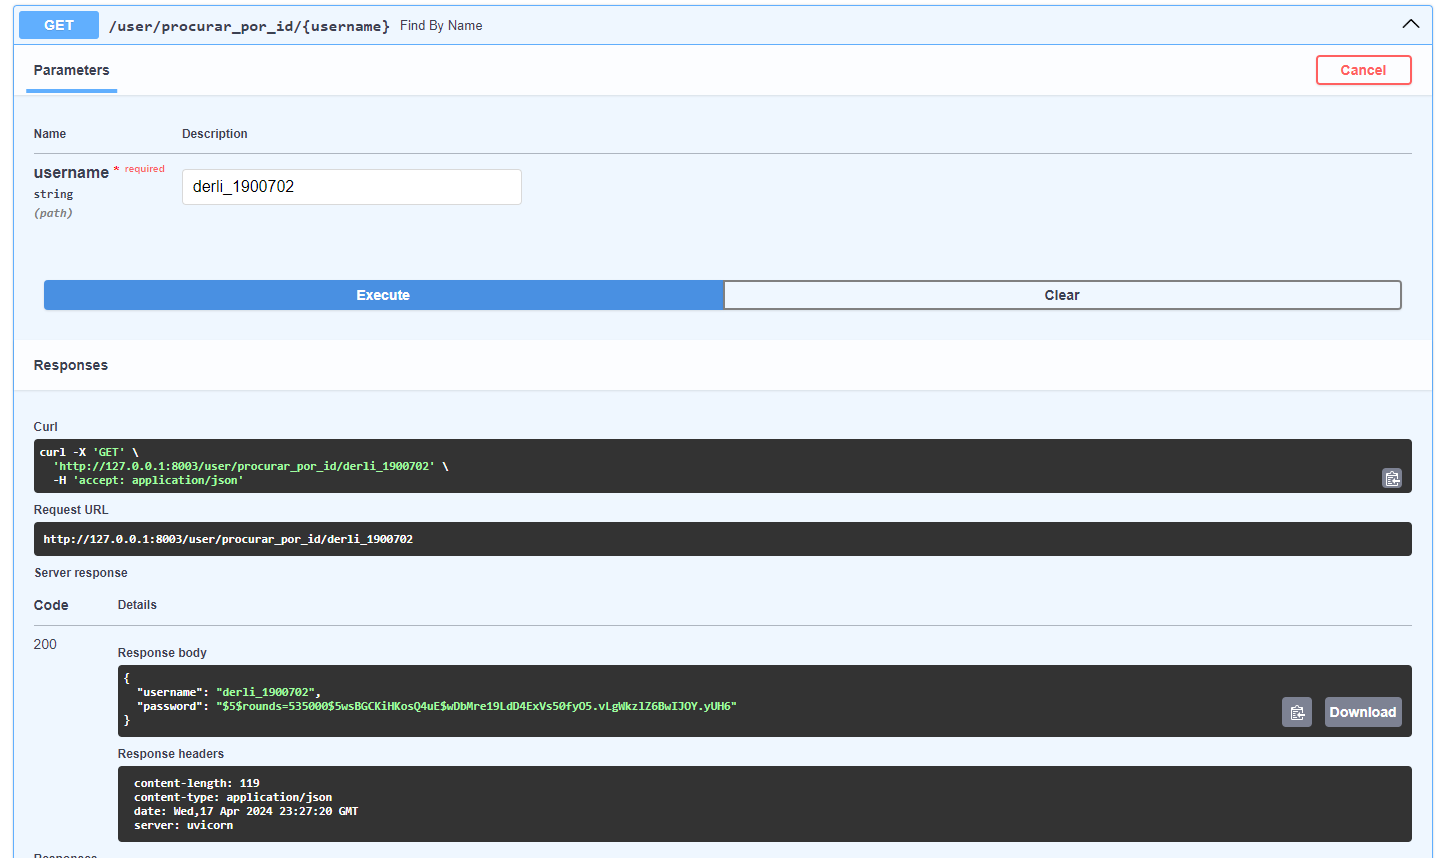 GET /user/procurar_por_id/{username} Find By Name
Parameters
Cancel
Name Description
username * required
string
(path)
derli_1900702
Execute Clear
Responses
Curl
curl -X 'GET' \
'http://127.0.0.1:8003/user/procurar_por_id/derli_1900702' \
-H 'accept: application/json'
Request URL
http://127.0.0.1:8003/user/procurar_por_id/derli_1900702
Server response
Code Details
200
Response body
{
"username": "derli_1900702",
"password": "$5$rounds=535000$5wsBGCKiHKosQ4uE$wDbMre19LdD4ExVs50fyO5.vLgWkzlZ6BwIJOY.yUH6"
}
Download
Response headers
content-length: 119
content-type: application/json
date: Wed,17 Apr 2024 23:27:20 GMT
server: uvicorn
Responses